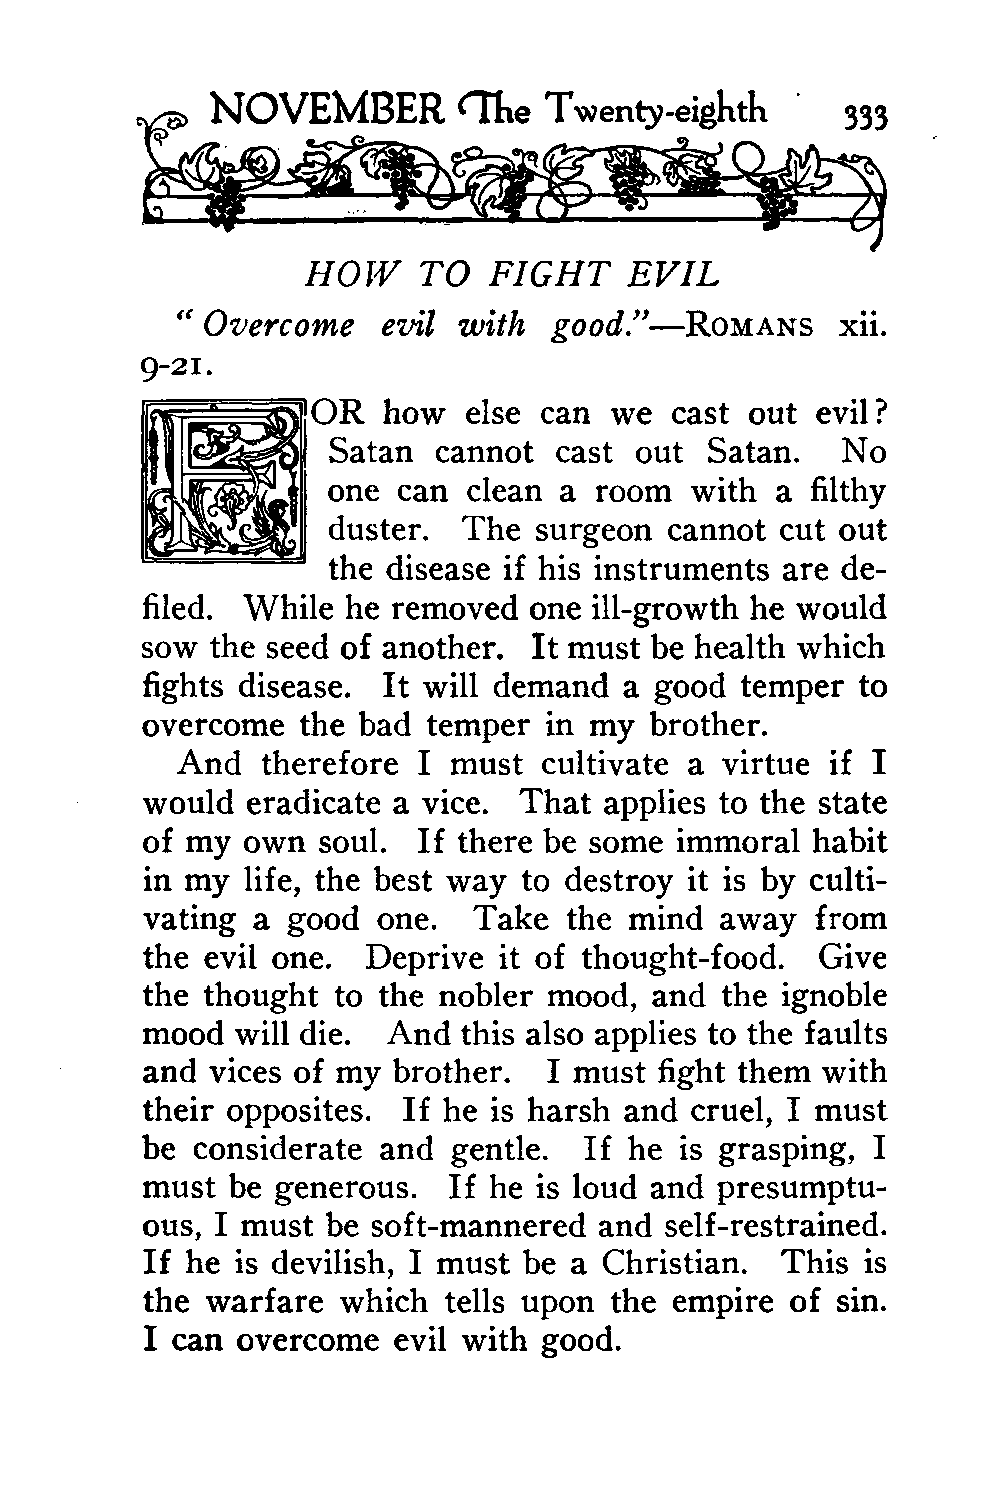 NOVEMBER The Twenty-eighth 333
HOW TO FIGHT EVIL
“ Overcome evil with good.”—ROMANS xii.
9-21.
FOR how else can we cast out evil?
Satan cannot cast out Satan. No
one can clean a room with a filthy
duster. The surgeon cannot cut out
the disease if his instruments are de-
filed. While he removed one ill-growth he would
sow the seed of another. It must be health which
fights disease. It will demand a good temper to
overcome the bad temper in my brother.
And therefore I must cultivate a virtue if I
would eradicate a vice. That applies to the state
of my own soul. If there be some immoral habit
in my life, the best way to destroy it is by culti-
vating a good one. Take the mind away from
the evil one. Deprive it of thought-food. Give
the thought to the nobler mood, and the ignoble
mood will die. And this also applies to the faults
and vices of my brother. I must fight them with
their opposites. If he is harsh and cruel, I must
be considerate and gentle. If he is grasping, I
must be generous. If he is loud and presumptu-
ous, I must be soft-mannered and self-restrained.
If he is devilish, I must be a Christian. This is
the warfare which tells upon the empire of sin.
I can overcome evil with good.